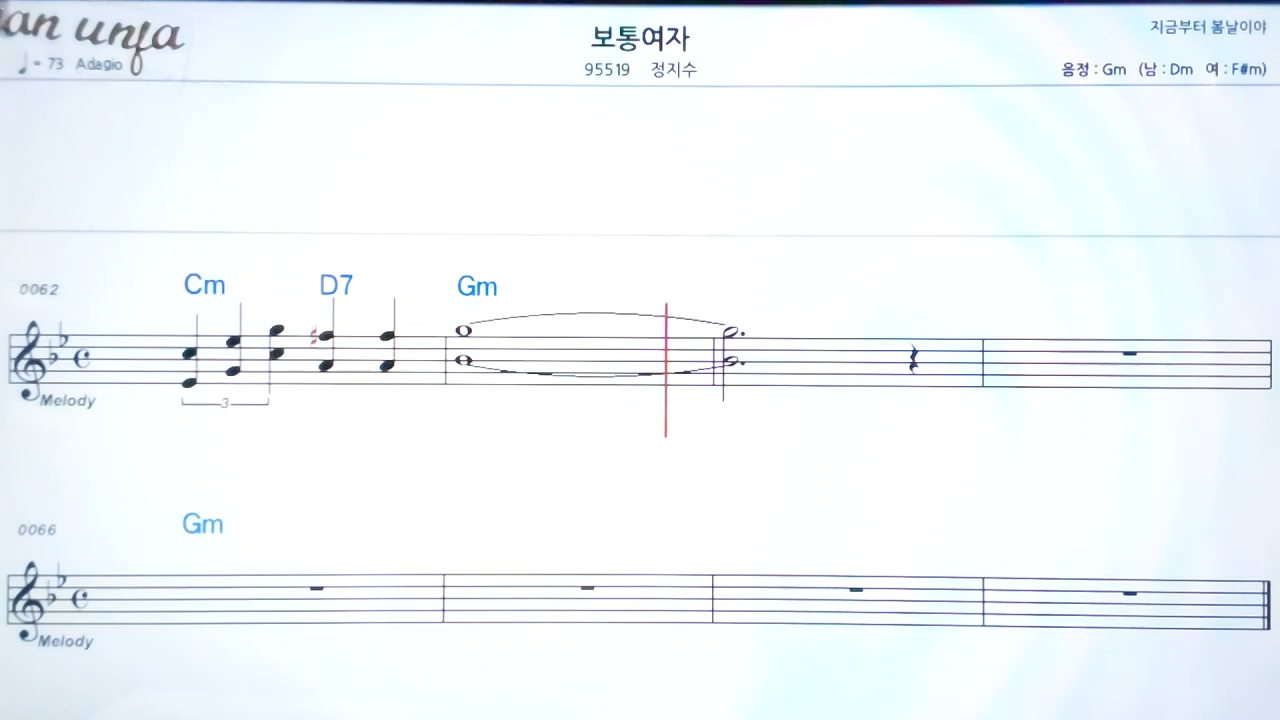 an unfa
보통여자
지금부터 봄날이야
♩= 73 Adagio
95519 정지수
음정 : Gm (남 : Dm 여 : F#m)
0062
Cm D7 Gm
3
Melody
0066
Gm
Melody